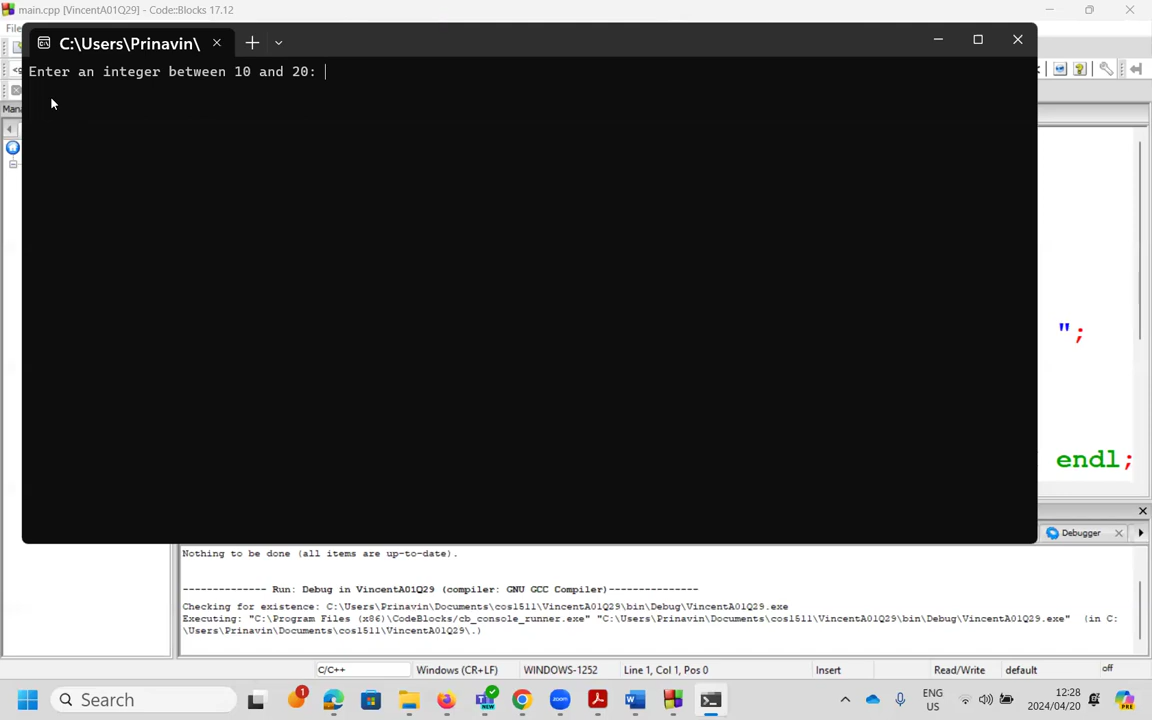 main.cpp [VincentA01Q29] - Code::Blocks 17.12
C:\Users\Prinavin\
Enter an integer between 10 and 20:
";
endl;
Debugger
Nothing to be done (all items are up-to-date).
-------------- Run: Debug in VincentA01Q29 (compiler: GNU GCC Compiler)---------------
Checking for existence: C:\Users\Prinavin\Documents\cos1511\VincentA01Q29\bin\Debug\VincentA01Q29.exe
Executing: "C:\Program Files (x86)\CodeBlocks/cb_console_runner.exe" "C:\Users\Prinavin\Documents\cos1511\VincentA01Q29\bin\Debug\VincentA01Q29.exe"  (in C:
\Users\Prinavin\Documents\cos1511\VincentA01Q29\.)
C/C++ Windows (CR+LF) WINDOWS-1252 Line 1, Col 1, Pos 0 Insert Read/Write default
Search
1
NEW
ENG
US
12:28
2024/04/20
PRE